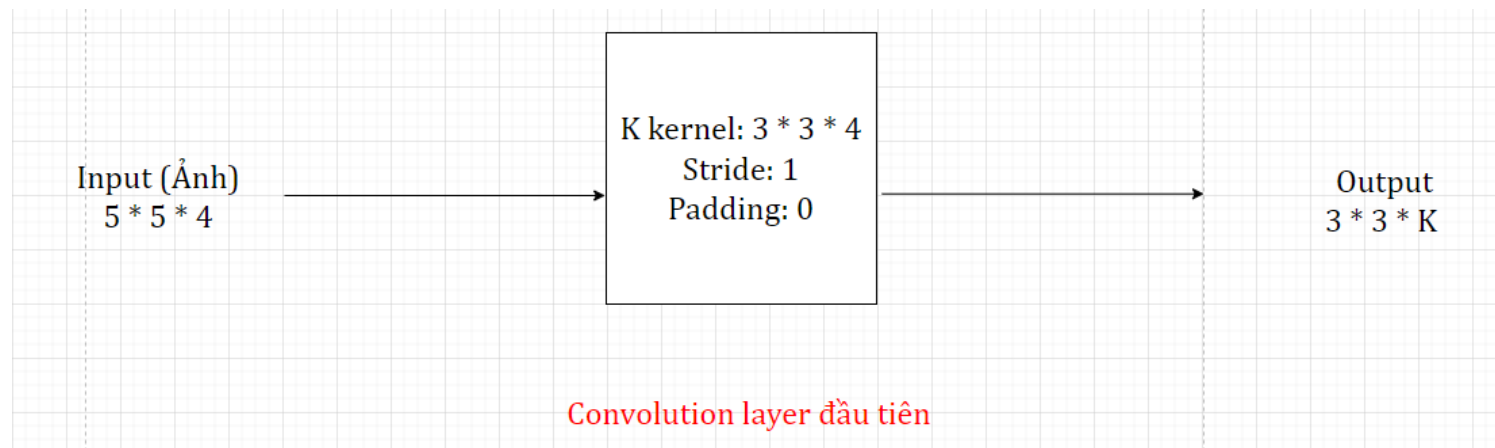 Input (Ảnh)
5 * 5 * 4
K kernel: 3 * 3 * 4
Stride: 1
Padding: 0
Output
3 * 3 * K
Convolution layer đầu tiên